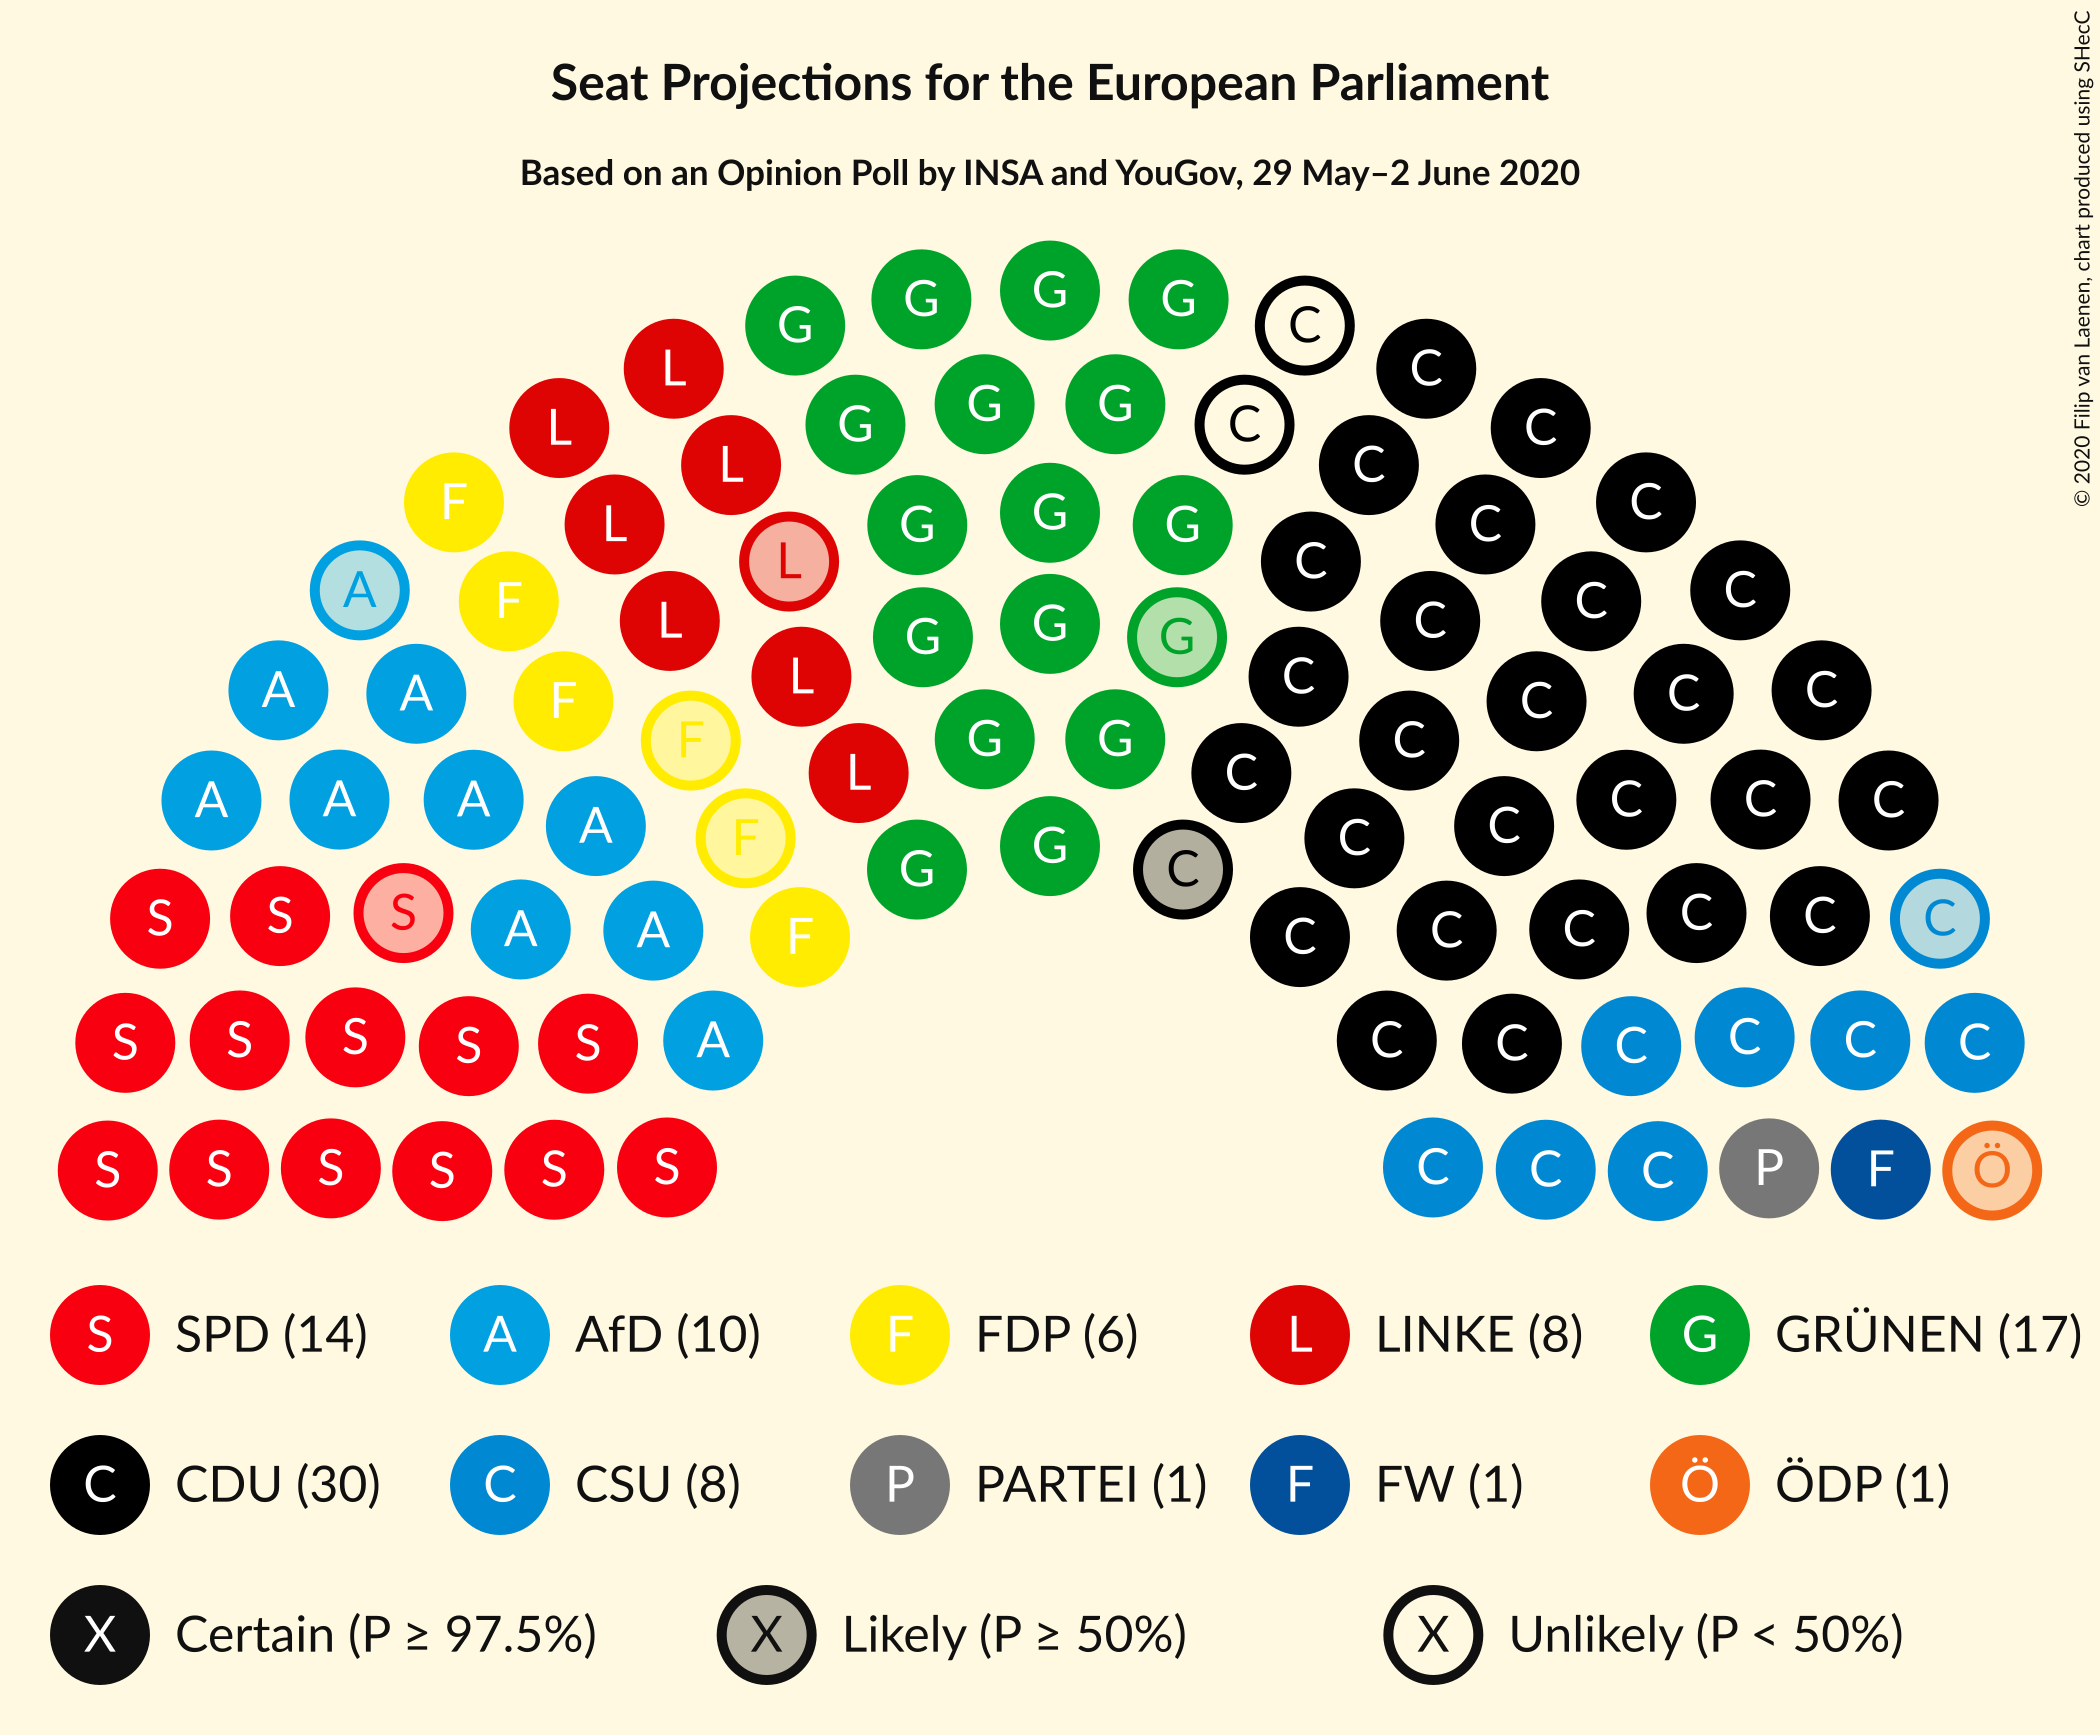 Seat Projections for the European Parliament
Based on an Opinion Poll by INSA and YouGov, 29 May–2 June 2020
© 2020 Filip van Laenen, chart produced using SHecC
G G G G C
L G G G C C
L L G G G C C C
F L L G G G C C C
A F L L G G C C C C
A A F F L G G C C C C C
A A A A F C C C C C C
S S S A A F C C C C C C
S S S S S A C C C C C C
S S S S S S C C C P F Ö
S SPD (14) A AfD (10) F FDP (6) L LINKE (8) G GRÜNEN (17)
C CDU (30) C CSU (8) P PARTEI (1) F FW (1) Ö ÖDP (1)
X Certain (P ≥ 97.5%) X Likely (P ≥ 50%) X Unlikely (P < 50%)